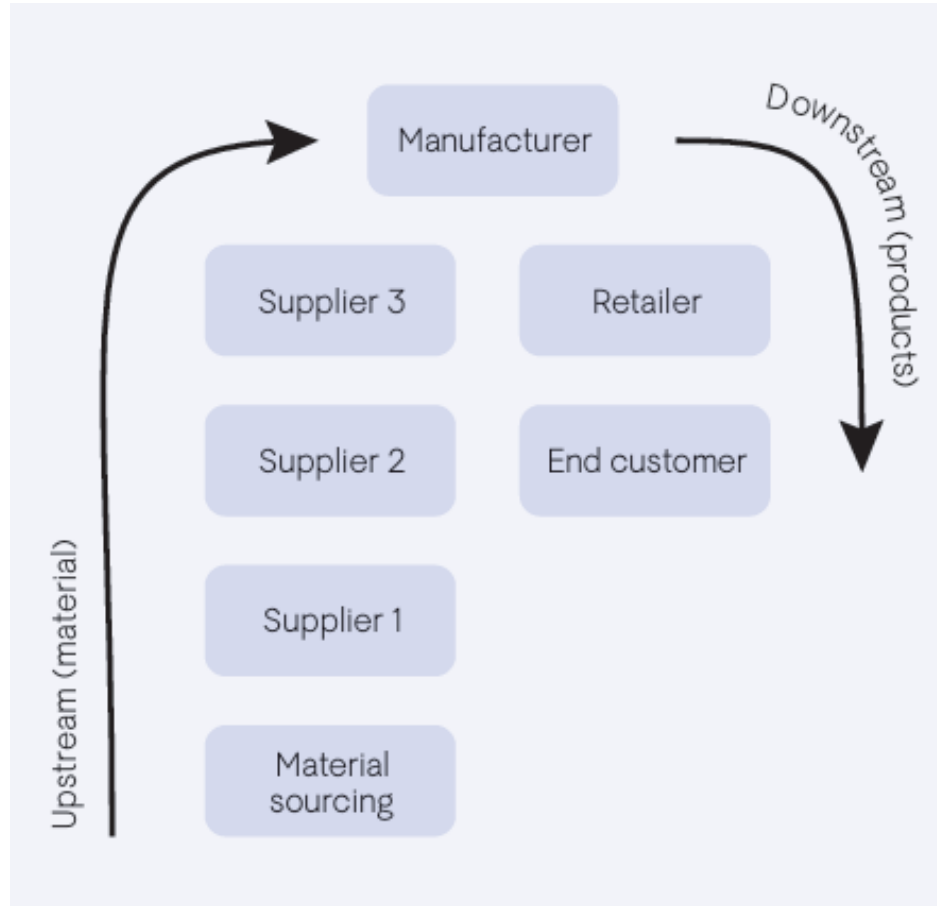 Manufacturer
Downstream (products)
Supplier 3
Retailer
Supplier 2
End customer
Supplier 1
Material
sourcing
Upstream (material)